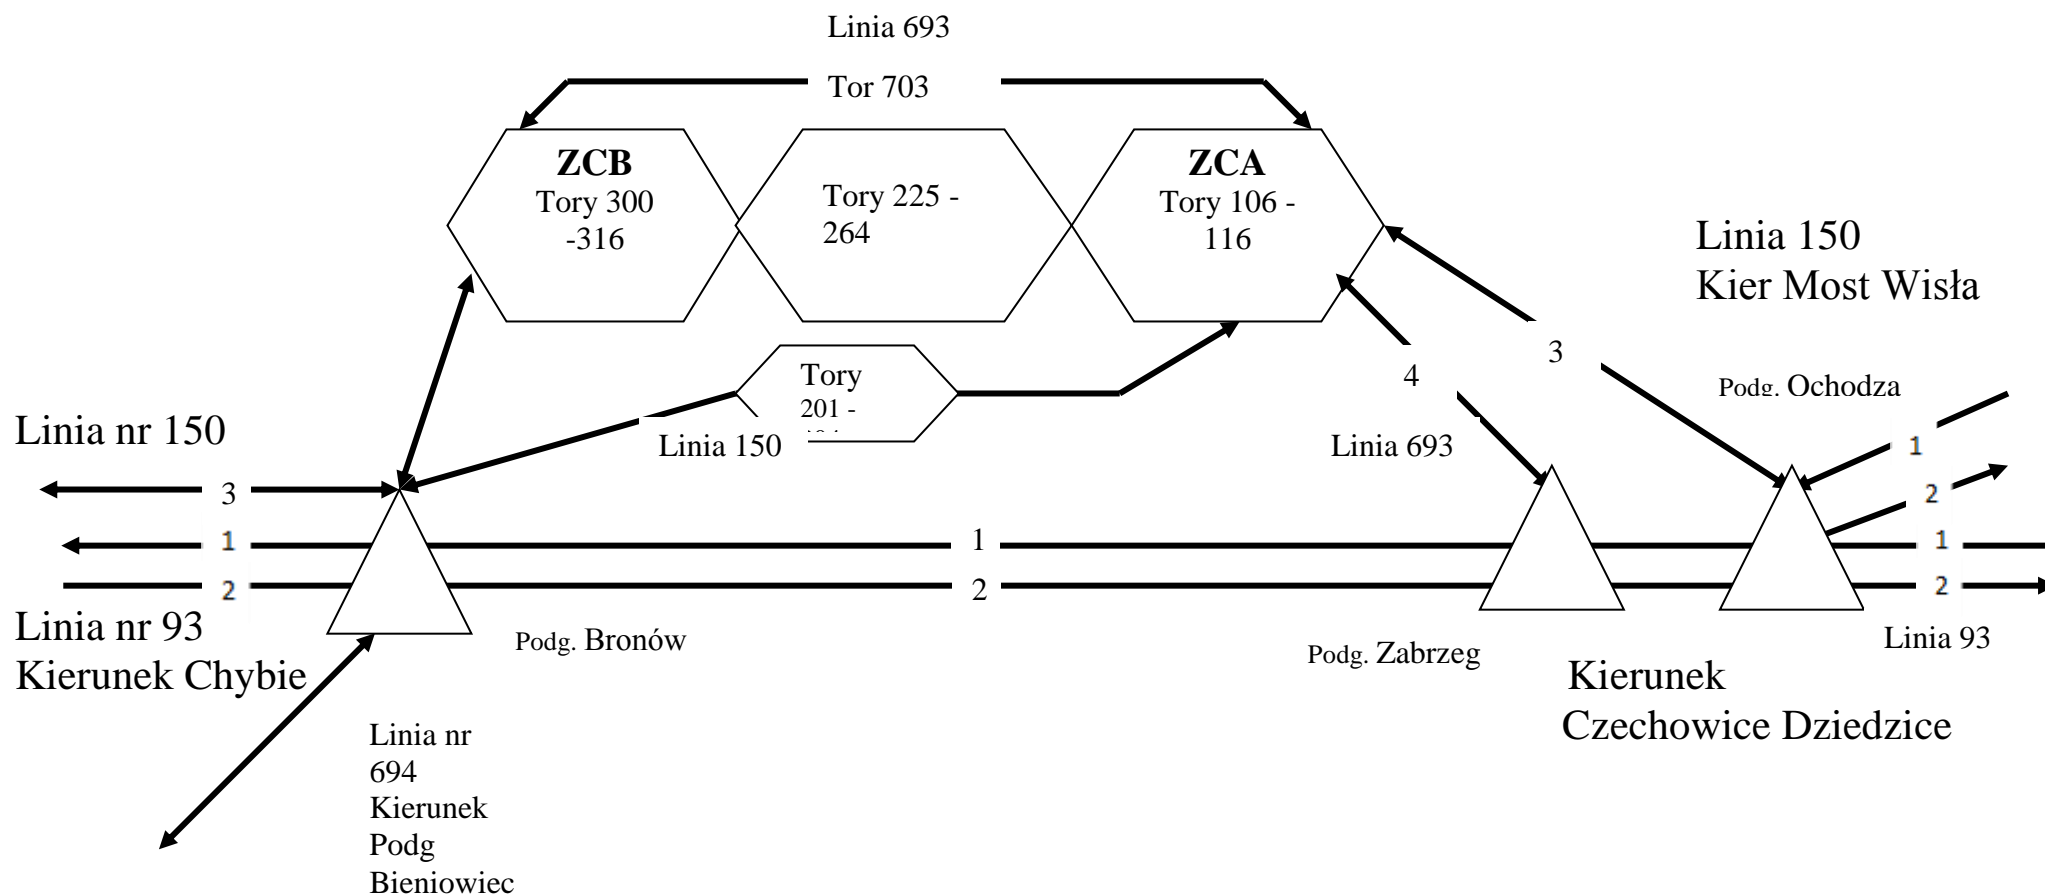 Linia 693
Tor 703
ZCB
Tory 300
-316
Tory 225 -
264
ZCA
Tory 106 -
116
Linia 150
Kier Most Wisła
3
4
Podg. Ochodza
Tory
201 -
Linia 150
Linia 693
Linia nr 150
1
2
3
1
1
1
2
2
2
Linia nr 93
Kierunek Chybie
Podg. Bronów
Podg. Zabrzeg
Linia 93
Kierunek
Czechowice Dziedzice
Linia nr
694
Kierunek
Podg
Bieniowiec